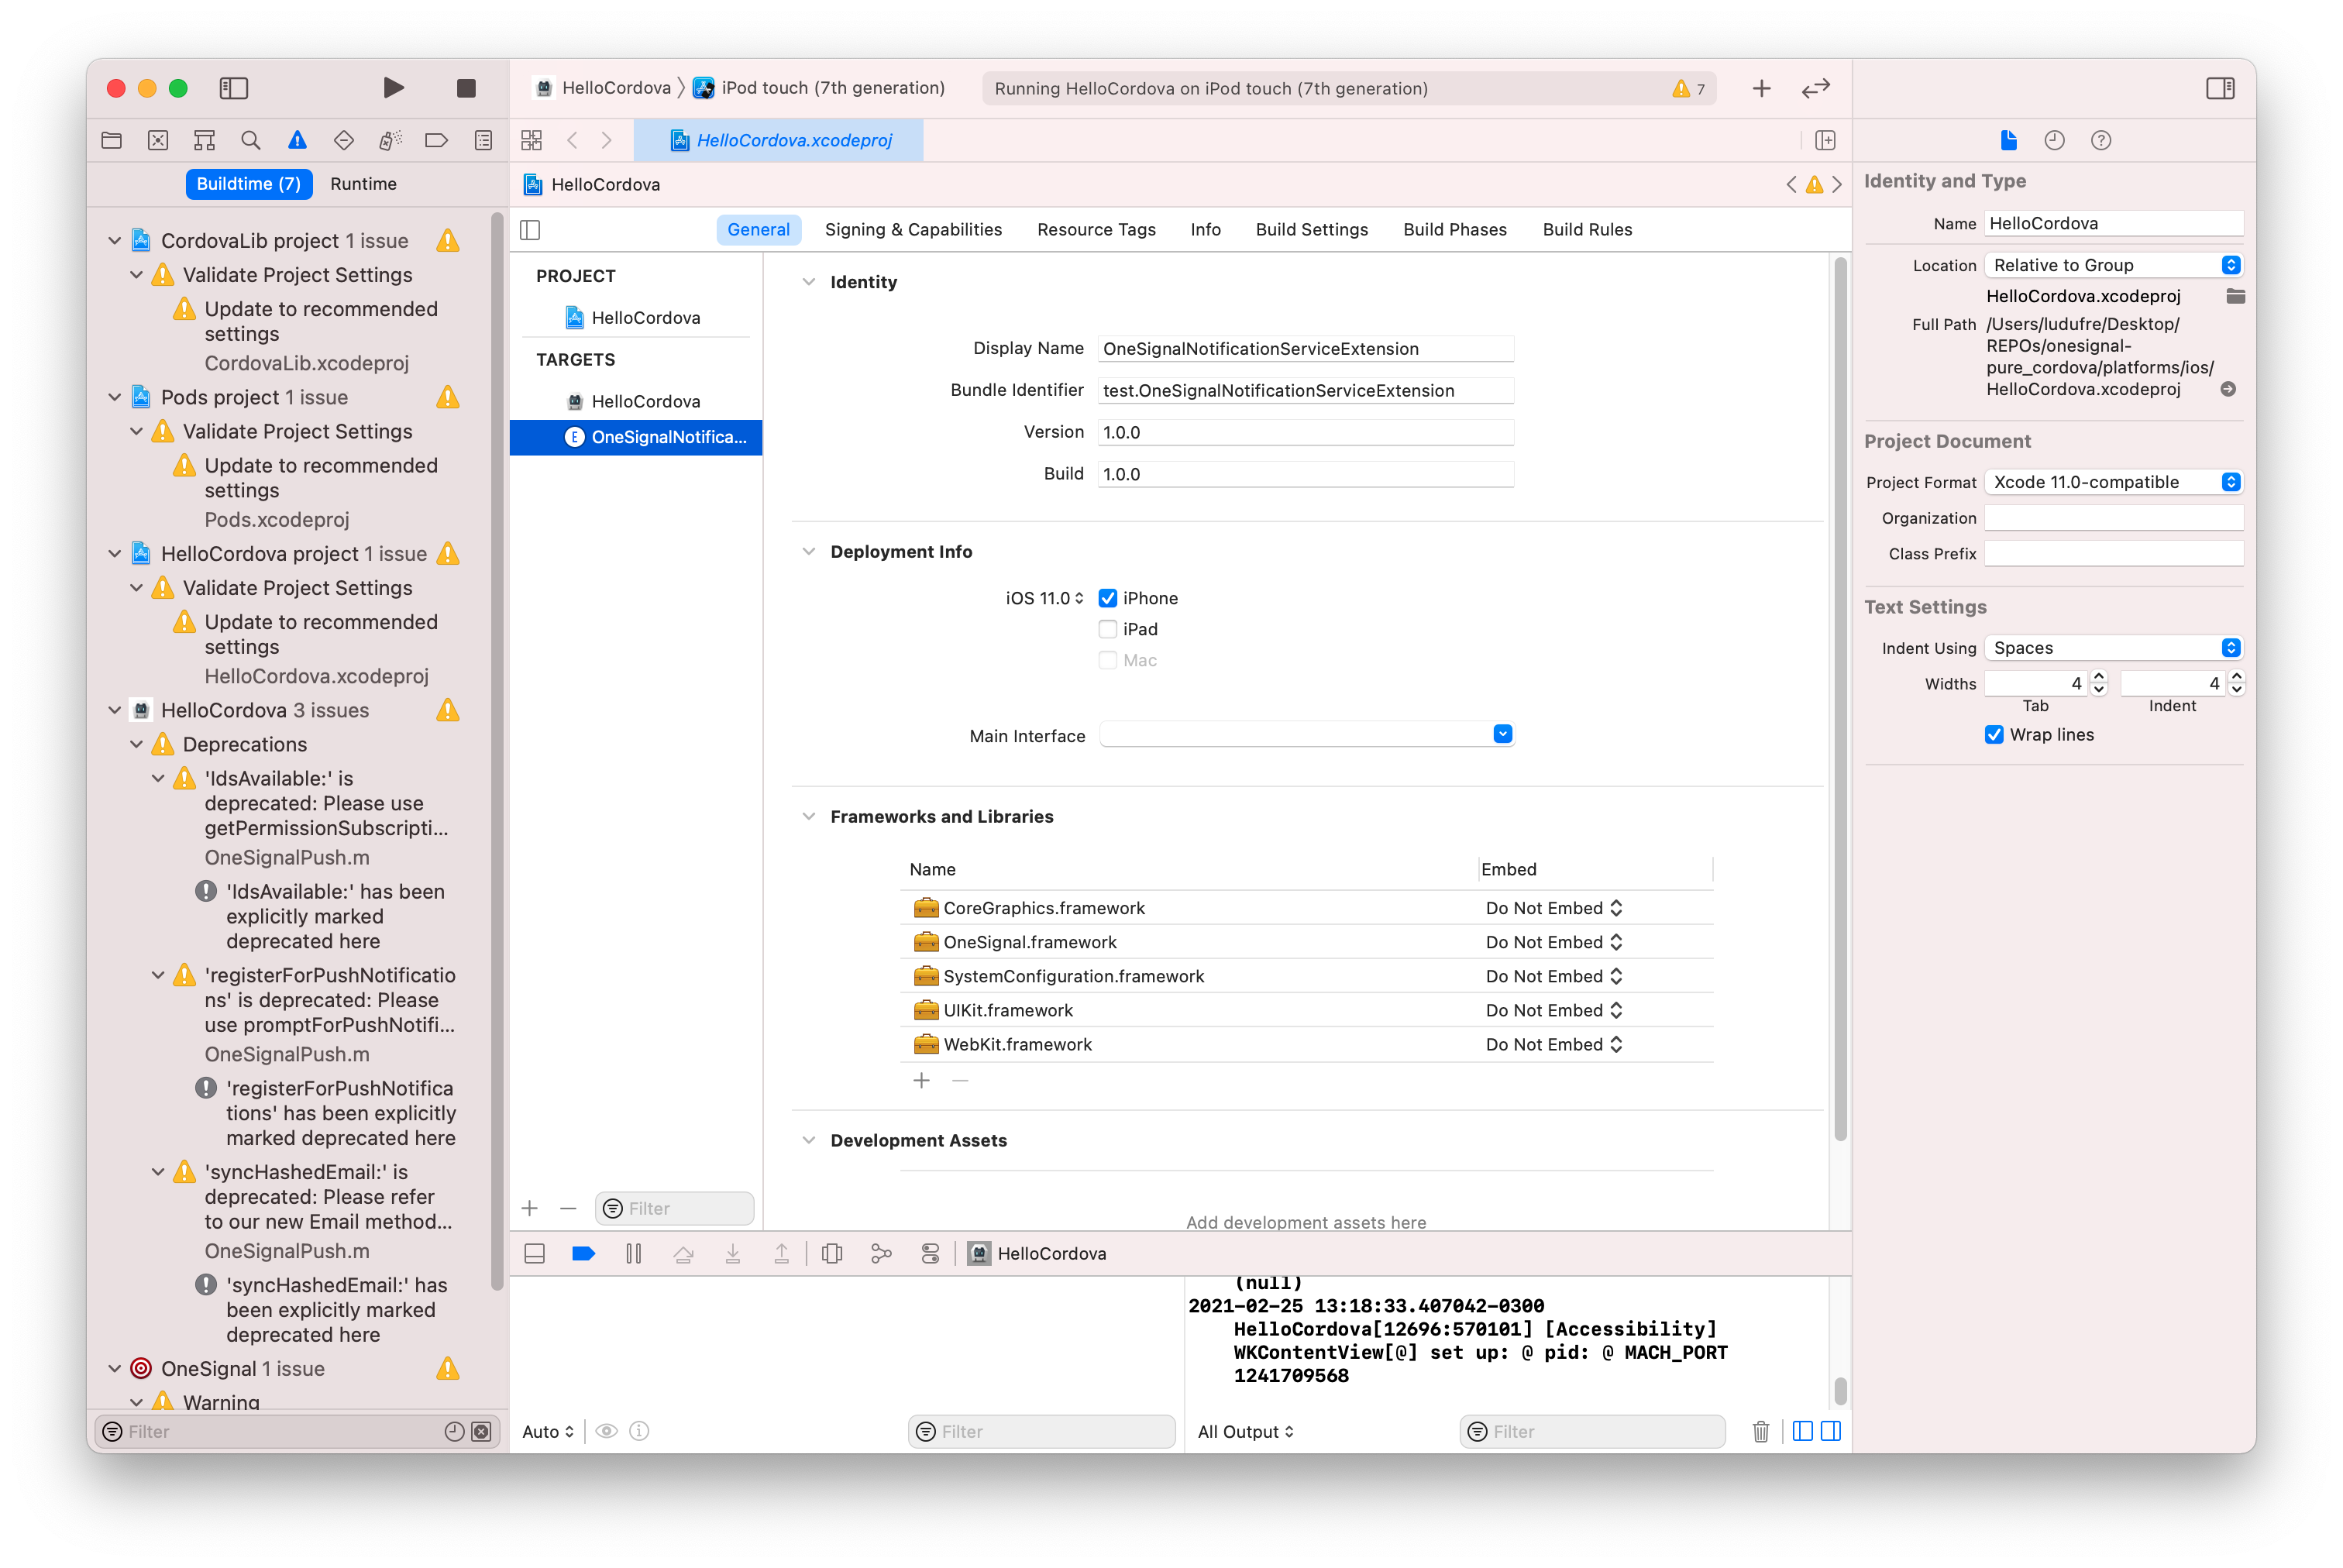 HelloCordova
iPod touch (7th generation)
Running HelloCordova on iPod touch (7th generation)
7
HelloCordova.xcodeproj
Buildtime (7)
Runtime
CordovaLib project 1 issue
Validate Project Settings
Update to recommended
settings
CordovaLib.xcodeproj
Pods project 1 issue
Validate Project Settings
Update to recommended
settings
Pods.xcodeproj
HelloCordova project 1 issue
Validate Project Settings
Update to recommended
settings
HelloCordova.xcodeproj
HelloCordova 3 issues
Deprecations
'IdsAvailable:' is
deprecated: Please use
getPermissionSubscripti...
OneSignalPush.m
'IdsAvailable:' has been
explicitly marked
deprecated here
'registerForPushNotificatio
ns' is deprecated: Please
use promptForPushNotifi...
OneSignalPush.m
'registerForPushNotifica
tions' has been explicitly
marked deprecated here
'syncHashedEmail:' is
deprecated: Please refer
to our new Email method...
OneSignalPush.m
'syncHashedEmail:' has
been explicitly marked
deprecated here
OneSignal 1 issue
Warning
Filter
HelloCordova
General
Signing & Capabilities
Resource Tags
Info
Build Settings
Build Phases
Build Rules
PROJECT
HelloCordova
TARGETS
HelloCordova
E OneSignalNotifica...
Filter
Identity
Display Name OneSignalNotificationServiceExtension
Bundle Identifier test.OneSignalNotificationServiceExtension
Version 1.0.0
Build 1.0.0
Deployment Info
iOS 11.0 iPhone
iPad
Mac
Main Interface
Frameworks and Libraries
Name Embed
CoreGraphics.framework Do Not Embed
OneSignal.framework Do Not Embed
SystemConfiguration.framework Do Not Embed
UIKit.framework Do Not Embed
WebKit.framework Do Not Embed
Development Assets
Add development assets here
HelloCordova
(null)
2021-02-25 13:18:33.407042-0300
HelloCordova[12696:570101] [Accessibility]
WKContentView[@] set up: @ pid: @ MACH_PORT
1241709568
Auto
Filter
All Output
Filter
Identity and Type
Name HelloCordova
Location Relative to Group
HelloCordova.xcodeproj
Full Path /Users/ludufre/Desktop/
REPOs/onesignal-
pure_cordova/platforms/ios/
HelloCordova.xcodeproj
Project Document
Project Format Xcode 11.0-compatible
Organization
Class Prefix
Text Settings
Indent Using Spaces
Widths 4 4
Tab Indent
Wrap lines